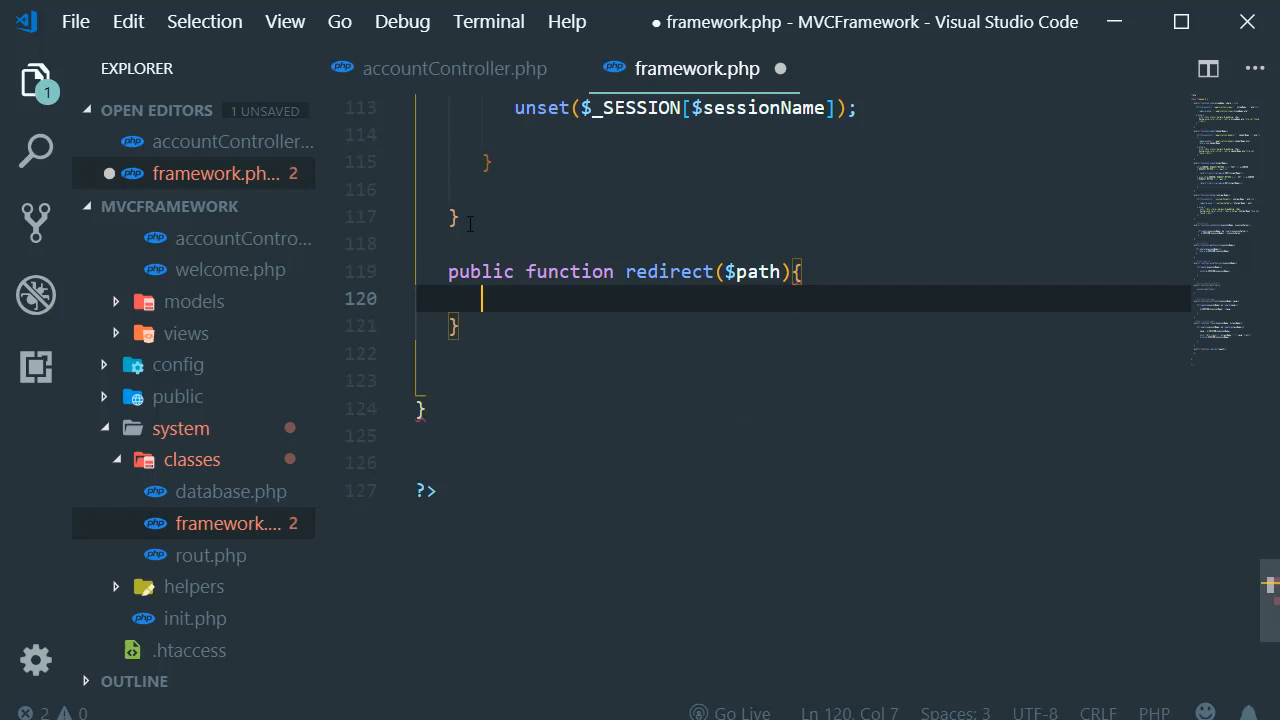 File Edit Selection View Go Debug Terminal Help
● framework.php - MVCFramework - Visual Studio Code
EXPLORER
OPEN EDITORS 1 UNSAVED
accountController...
framework.ph... 2
MVCFRAMEWORK
accountContro...
welcome.php
models
views
config
public
system
classes
database.php
framework.... 2
rout.php
helpers
init.php
.htaccess
OUTLINE
1
accountController.php
framework.php
113 unset($_SESSION[$sessionName]);
114
115 }
116
117 }
118
119 public function redirect($path){
120
121 }
122
123
124 }
125
126
127 ?>
2 0
Go Live Ln 120, Col 7 Spaces: 3 UTF-8 CRLF PHP